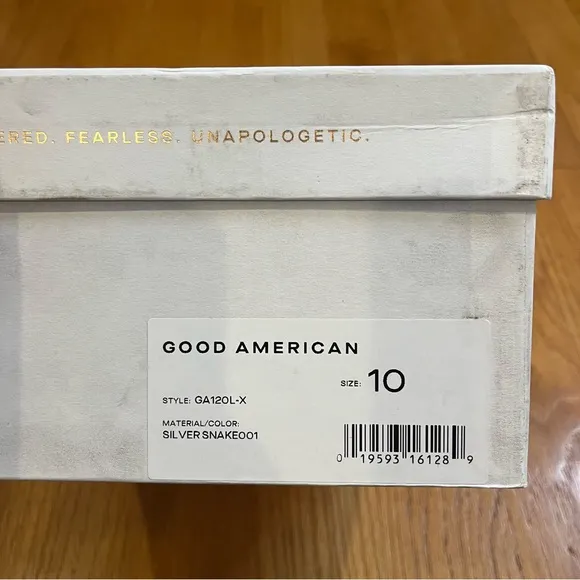 FEARLESS. UNAPOLOGETIC.
GOOD AMERICAN
SIZE: 10
STYLE: GA120L-X
MATERIAL/COLOR:
SILVER SNAKE001
0 19593 16128 9